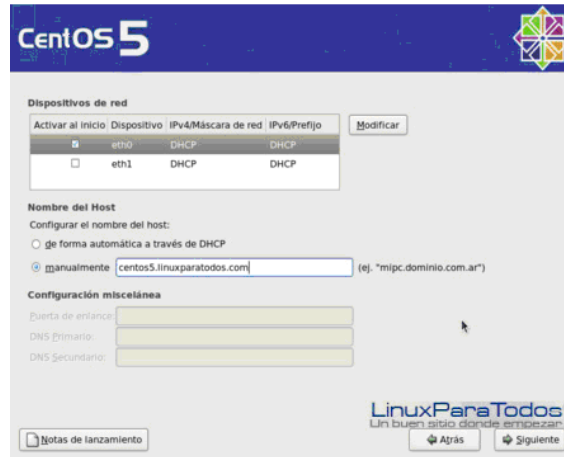 CentOS 5
Dispositivos de red
Activar al inicio Dispositivo IPv4/Máscara de red IPv6/Prefijo
Modificar
eth0 DHCP DHCP
eth1 DHCP DHCP
Nombre del Host
Configurar el nombre del host:
de forma automática a través de DHCP
manualmente centos5.linuxparatodos.com (ej. "mipc.dominio.com.ar")
Configuración miscelánea
Puerta de enlance:
DNS Primario:
DNS Secundario:
LinuxParaTodos
Un buen sitio donde empezar
Notas de lanzamiento Atrás Siguiente